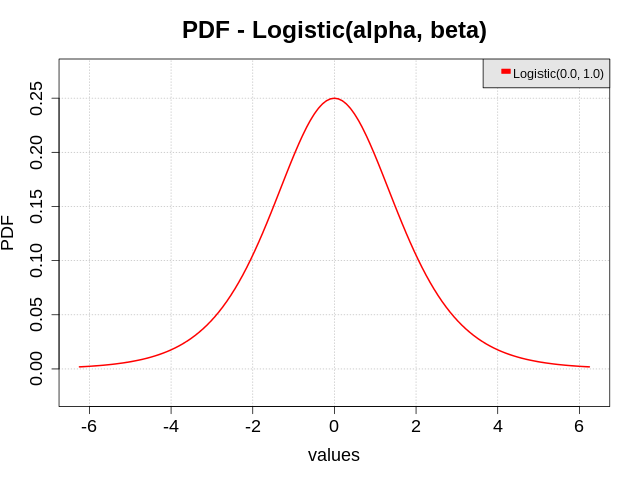 PDF - Logistic(alpha, beta)
Logistic(0.0, 1.0)
PDF
0.25
0.20
0.15
0.10
0.05
0.00
-6 -4 -2 0 2 4 6
values